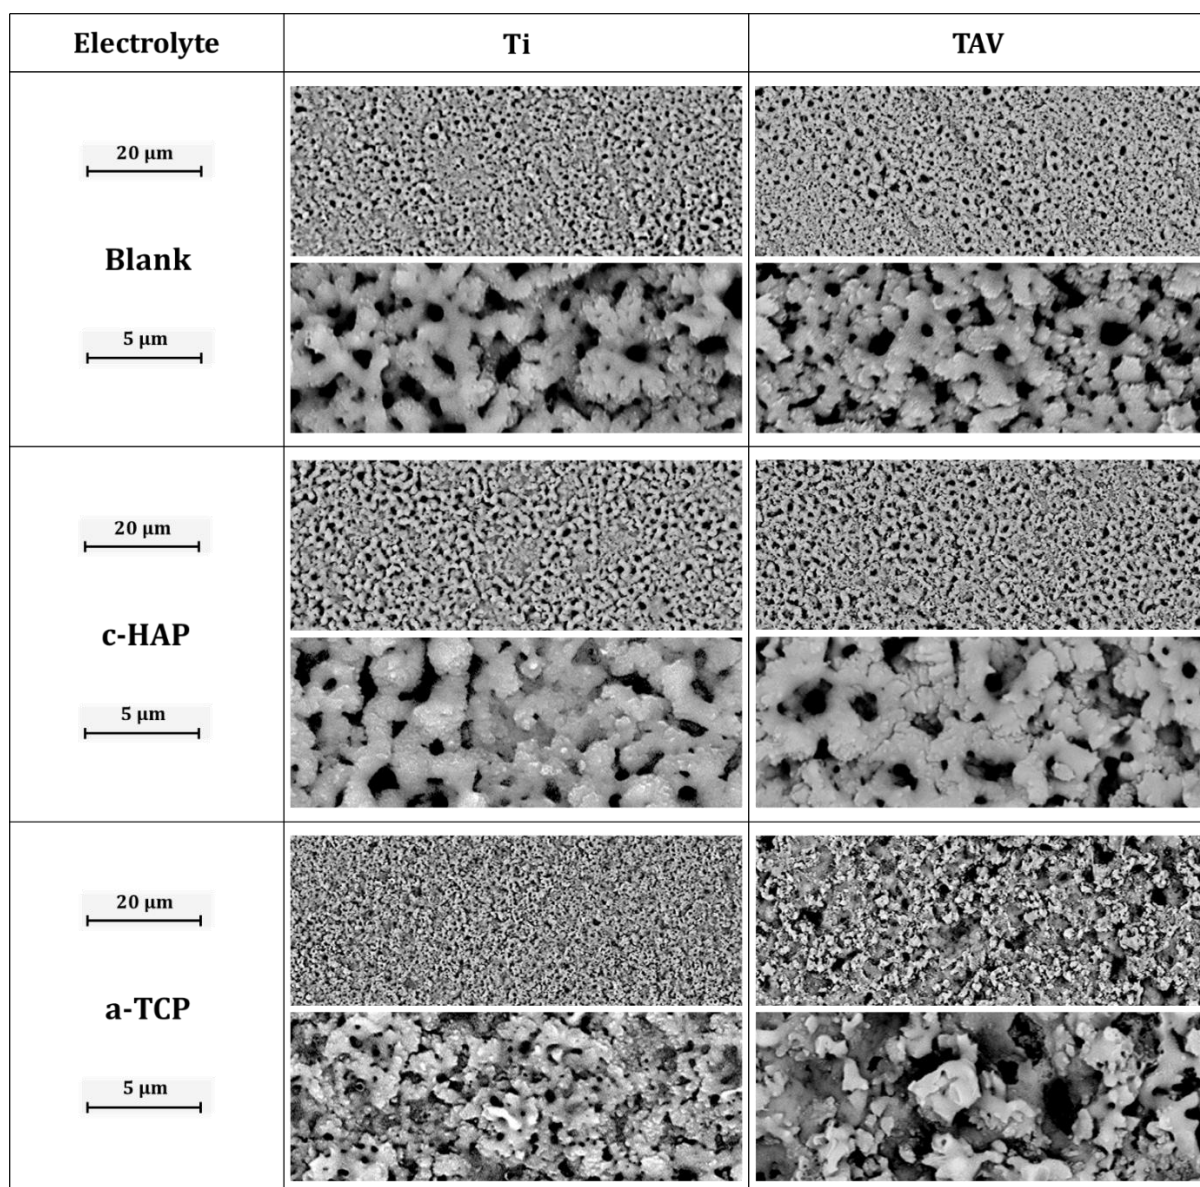 Electrolyte
Ti
TAV
20 μm
Blank
5 μm
20 μm
c-HAP
5 μm
20 μm
a-TCP
5 μm